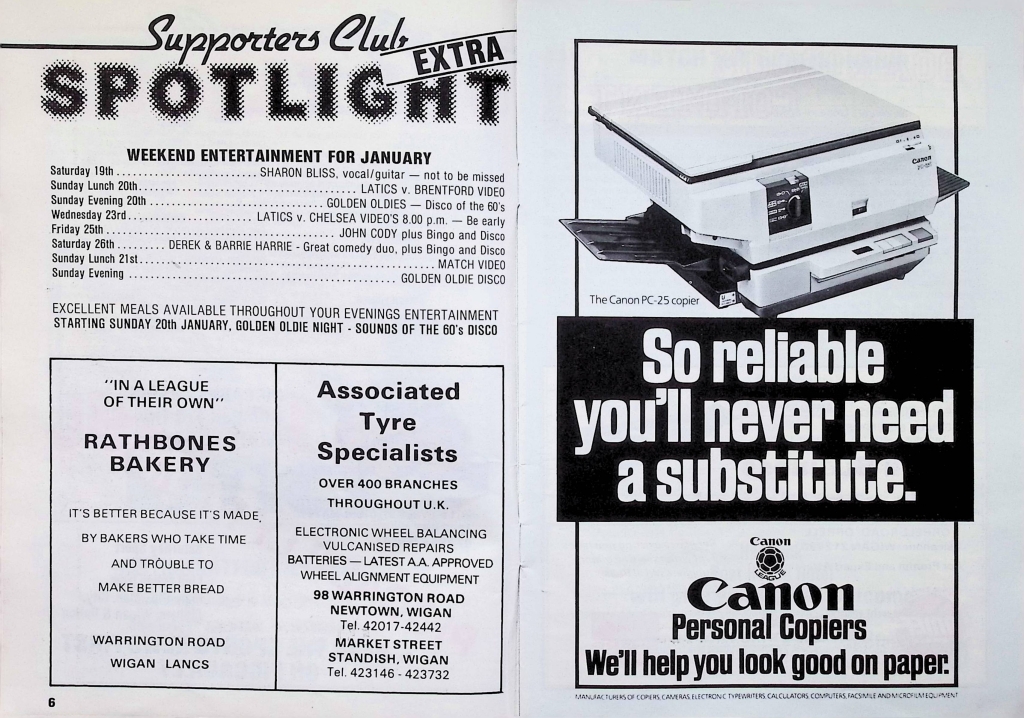 Supporters Club
EXTRA
SPOTLIGHT
WEEKEND ENTERTAINMENT FOR JANUARY
Saturday 19th ........................ SHARON BLISS, vocal/guitar — not to be missed
Sunday Lunch 20th ........................ LATICS v. BRENTFORD VIDEO
Sunday Evening 20th ........................ GOLDEN OLDIES — Disco of the 60's
Wednesday 23rd ........................ LATICS v. CHELSEA VIDEO'S 8.00 p.m. — Be early
Friday 25th ........................ JOHN CODY plus Bingo and Disco
Saturday 26th ......... DEREK & BARRIE HARRIE - Great comedy duo, plus Bingo and Disco
Sunday Lunch 21st ........................ MATCH VIDEO
Sunday Evening ........................ GOLDEN OLDIE DISCO
EXCELLENT MEALS AVAILABLE THROUGHOUT YOUR EVENINGS ENTERTAINMENT
STARTING SUNDAY 20th JANUARY, GOLDEN OLDIE NIGHT - SOUNDS OF THE 60's DISCO
"IN A LEAGUE
OF THEIR OWN"
RATHBONES
BAKERY
IT'S BETTER BECAUSE IT'S MADE
BY BAKERS WHO TAKE TIME
AND TROUBLE TO
MAKE BETTER BREAD
WARRINGTON ROAD
WIGAN LANCS
Associated
Tyre
Specialists
OVER 400 BRANCHES
THROUGHOUT U.K.
ELECTRONIC WHEEL BALANCING
VULCANISED REPAIRS
BATTERIES — LATEST A.A. APPROVED
WHEEL ALIGNMENT EQUIPMENT
98 WARRINGTON ROAD
NEWTOWN, WIGAN
Tel. 42017-42442
MARKET STREET
STANDISH, WIGAN
Tel. 423146 - 423732
6
Canon
The Canon PC-25 copier
So reliable
you'll never need
a substitute.
Canon
LEAGUE
Canon
Personal Copiers
We'll help you look good on paper.
MANUFACTURERS OF COPIERS, CAMERAS, ELECTRONIC TYPEWRITERS, CALCULATORS, COMPUTERS, FACSIMILE AND MICROFILM EQUIPMENT